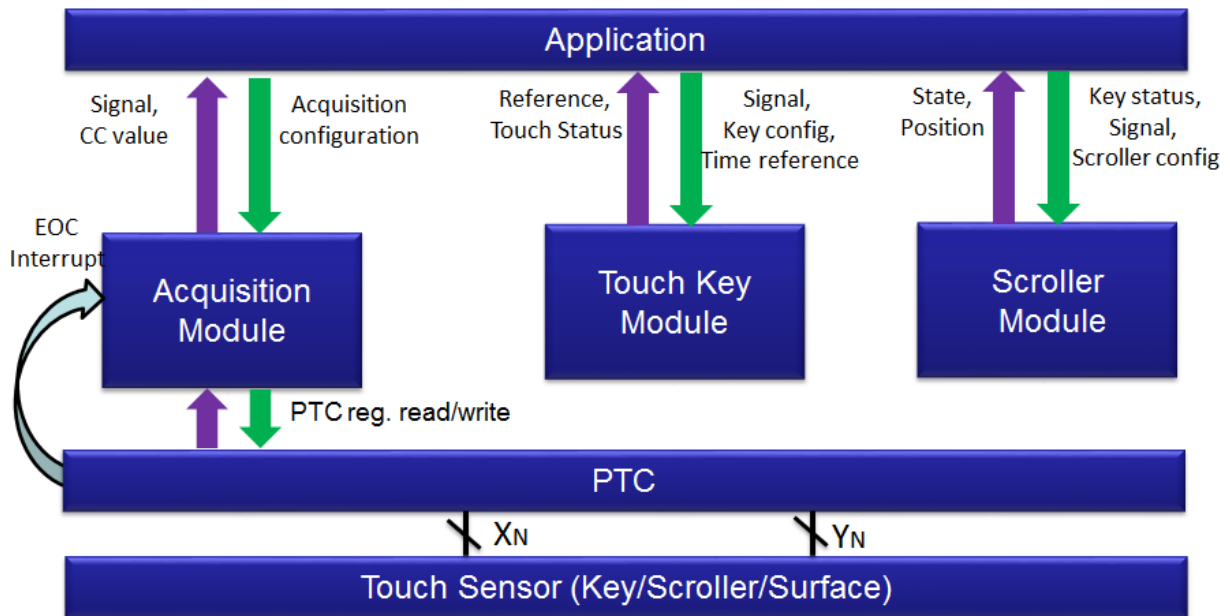 Application
Signal,
CC value
Acquisition
configuration
Reference,
Touch Status
Signal,
Key config,
Time reference
State,
Position
Key status,
Signal,
Scroller config
EOC
Interrupt
Acquisition
Module
Touch Key
Module
Scroller
Module
PTC reg. read/write
PTC
XN
YN
Touch Sensor (Key/Scroller/Surface)